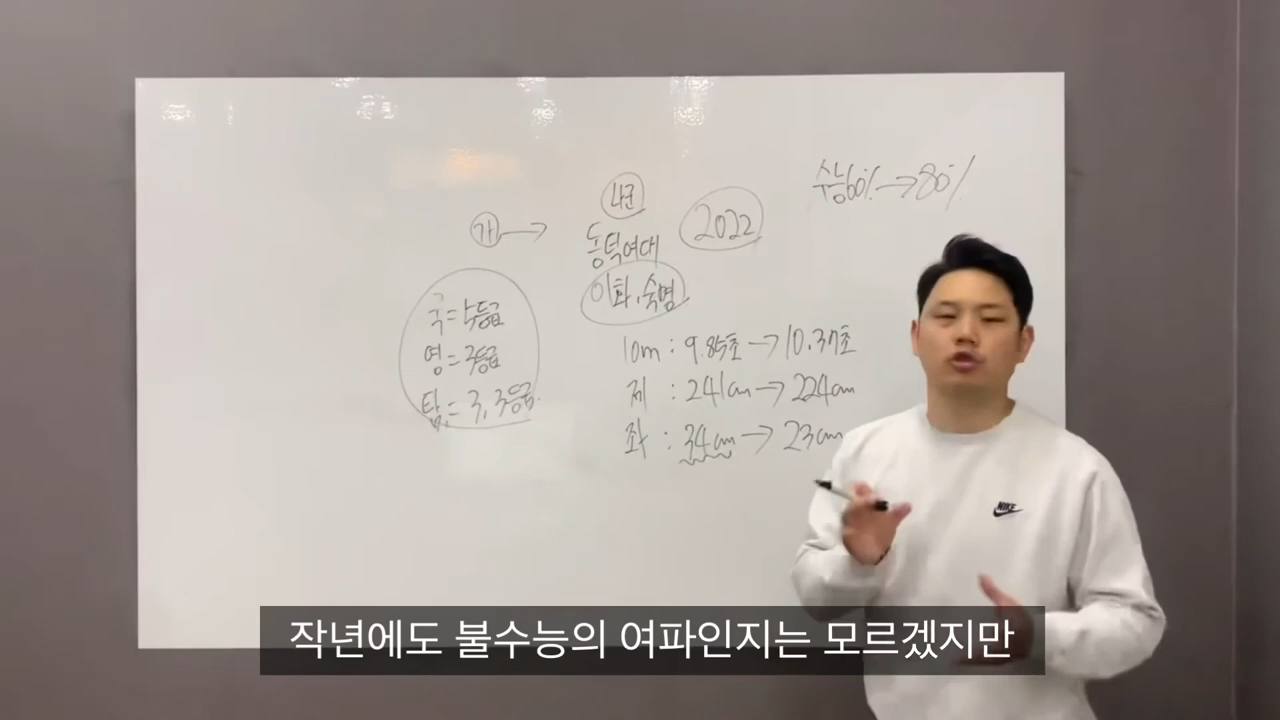 수능60% → 80%
나군
가 →
동덕여대
2022
이화, 숙명
국 = 4등급
영 = 3등급
탐 = 3, 3등급.
10m : 9.85초 → 10.37초
제 : 241cm → 224cm
좌 : 34cm → 23cm
NIKE
작년에도 불수능의 여파인지는 모르겠지만